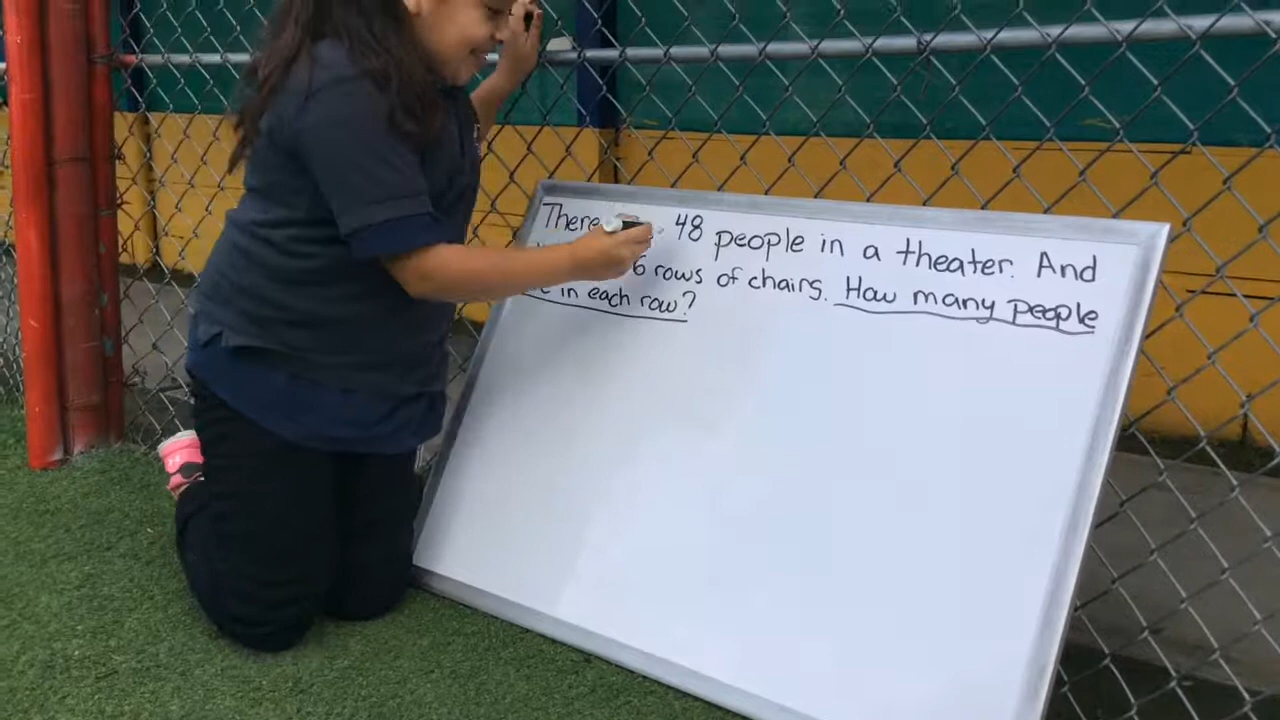 There 48 people in a theater. And
6 rows of chairs. How many people
in each row?